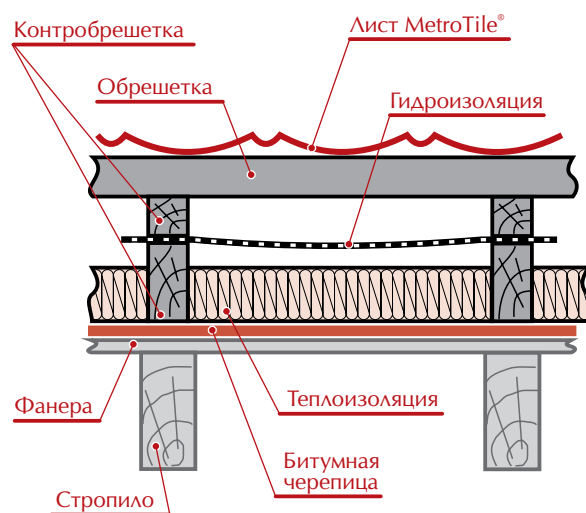 Контробрешетка
Лист MetroTile®
Обрешетка
Гидроизоляция
Фанера
Теплоизоляция
Битумная
черепица
Стропило